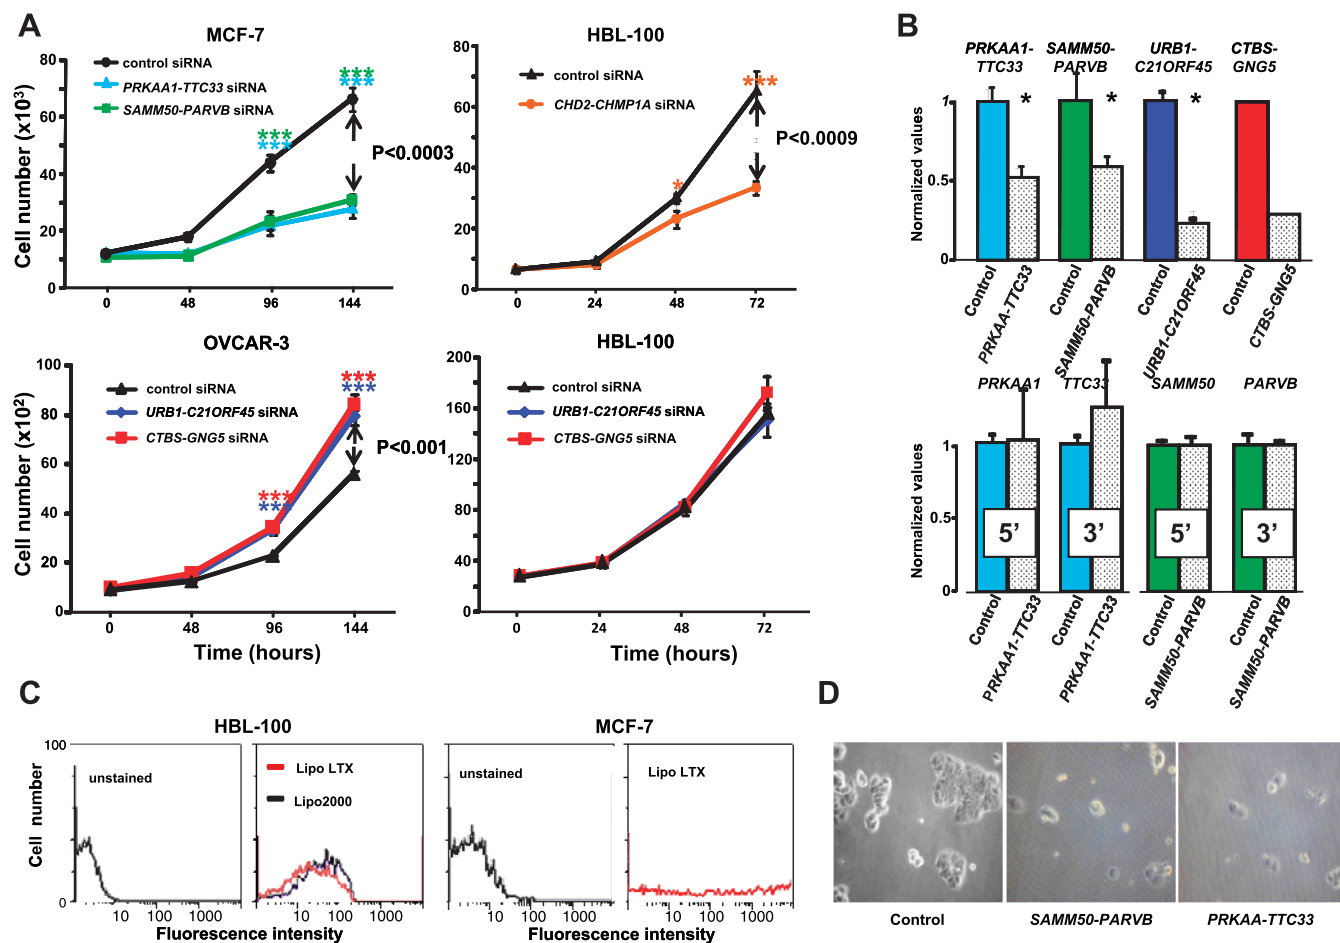 A
MCF-7
Cell number (x10³)
80
60
40
20
0
control siRNA
PRKAA1-TTC33 siRNA
SAMM50-PARVB siRNA
***
***
***
***
P<0.0003
0 48 96 144
HBL-100
80
60
40
20
0
control siRNA
CHD2-CHMP1A siRNA
*
***
P<0.0009
0 24 48 72
OVCAR-3
Cell number (x10²)
100
80
60
40
20
0
control siRNA
URB1-C21ORF45 siRNA
CTBS-GNG5 siRNA
***
***
***
***
P<0.001
0 48 96 144
Time (hours)
HBL-100
200
160
120
80
40
0
control siRNA
URB1-C21ORF45 siRNA
CTBS-GNG5 siRNA
0 24 48 72
Time (hours)
B
PRKAA1-
TTC33
SAMM50-
PARVB
URB1-
C21ORF45
CTBS-
GNG5
Normalized values
1
0.5
0
* * *
Control
PRKAA-TTC33
Control
SAMM50-PARVB
Control
URB1-C21ORF45
Control
CTBS-GNG5
PRKAA1 TTC33 SAMM50 PARVB
Normalized values
1
0.5
0
5’ 3’ 5’ 3’
Control
PRKAA1-TTC33
Control
PRKAA1-TTC33
Control
SAMM50-PARVB
Control
SAMM50-PARVB
C
HBL-100
MCF-7
Cell number
100
0
unstained
Lipo LTX
Lipo2000
unstained
Lipo LTX
10 100 1000
10 100 1000
10 100 1000
10 100 1000
Fluorescence intensity
Fluorescence intensity
D
Control
SAMM50-PARVB
PRKAA-TTC33